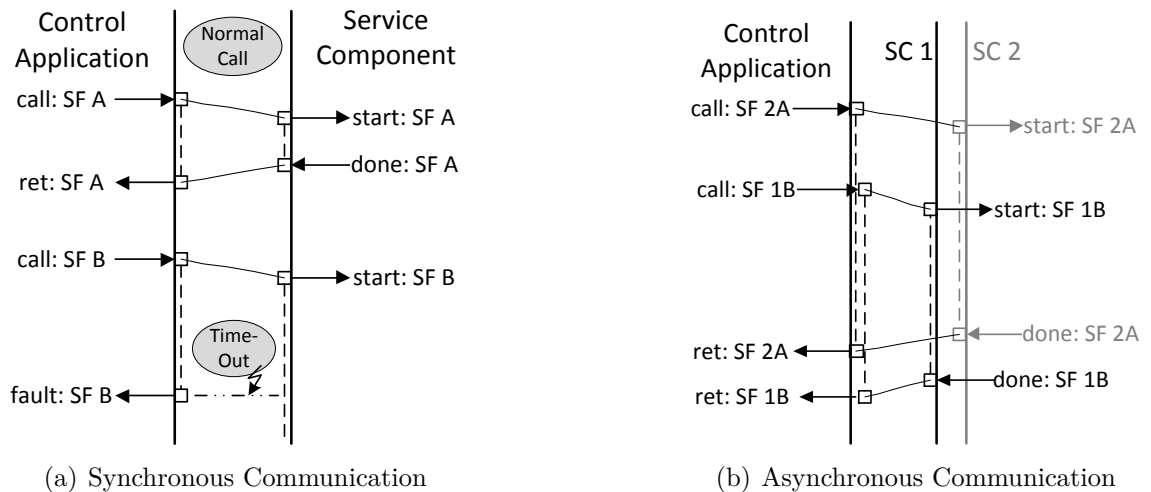 Control
Application
Normal
Call
Service
Component
call: SF A
start: SF A
done: SF A
ret: SF A
call: SF B
start: SF B
Time-
Out
fault: SF B
(a) Synchronous Communication
Control
Application
SC 1
SC 2
call: SF 2A
start: SF 2A
call: SF 1B
start: SF 1B
done: SF 2A
ret: SF 2A
done: SF 1B
ret: SF 1B
(b) Asynchronous Communication